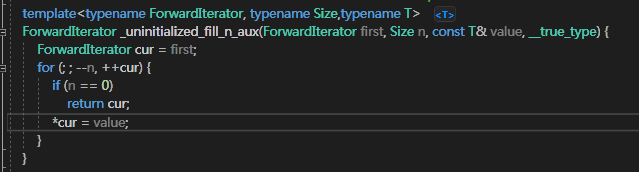 template<typename ForwardIterator, typename Size,typename T> <T>
ForwardIterator _uninitialized_fill_n_aux(ForwardIterator first, Size n, const T& value, __true_type) {
ForwardIterator cur = first;
for (; ; --n, ++cur) {
if (n == 0)
return cur;
*cur = value;
}
}